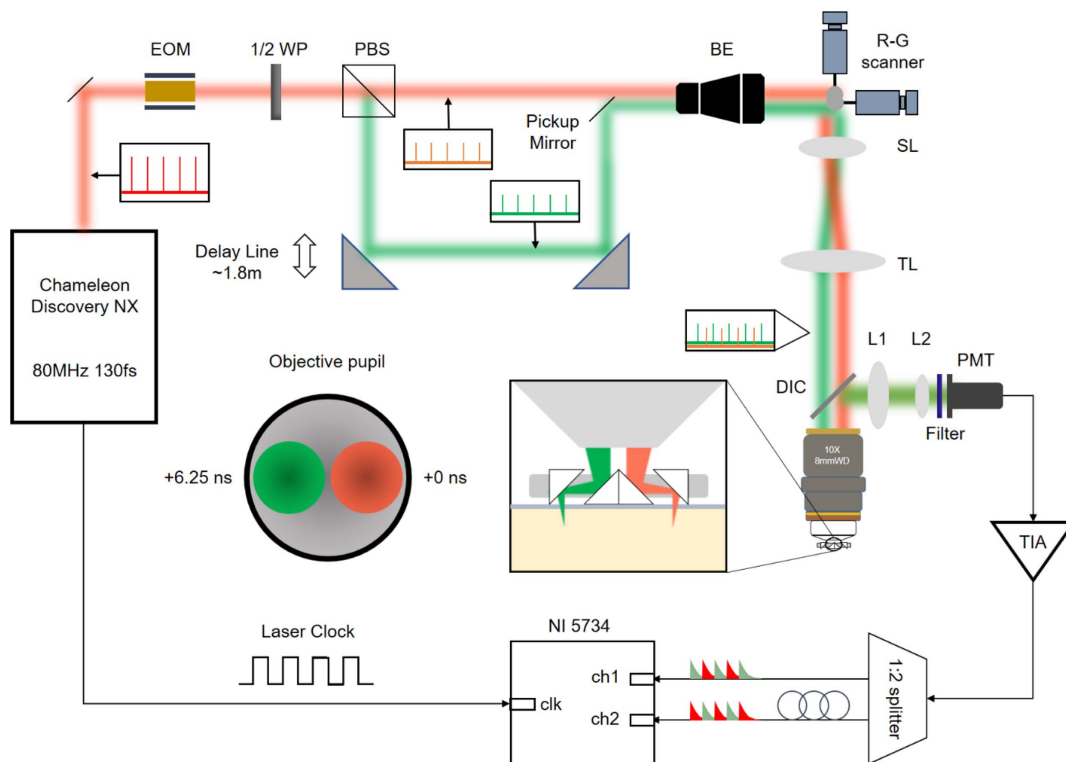 EOM
1/2 WP
PBS
BE
R-G
scanner
Pickup
Mirror
SL
Delay Line
~1.8m
TL
Chameleon
Discovery NX
80MHz 130fs
Objective pupil
+6.25 ns
+0 ns
L1
L2
PMT
DIC
Filter
10X
8mmWD
TIA
Laser Clock
NI 5734
ch1
clk
ch2
1:2 splitter